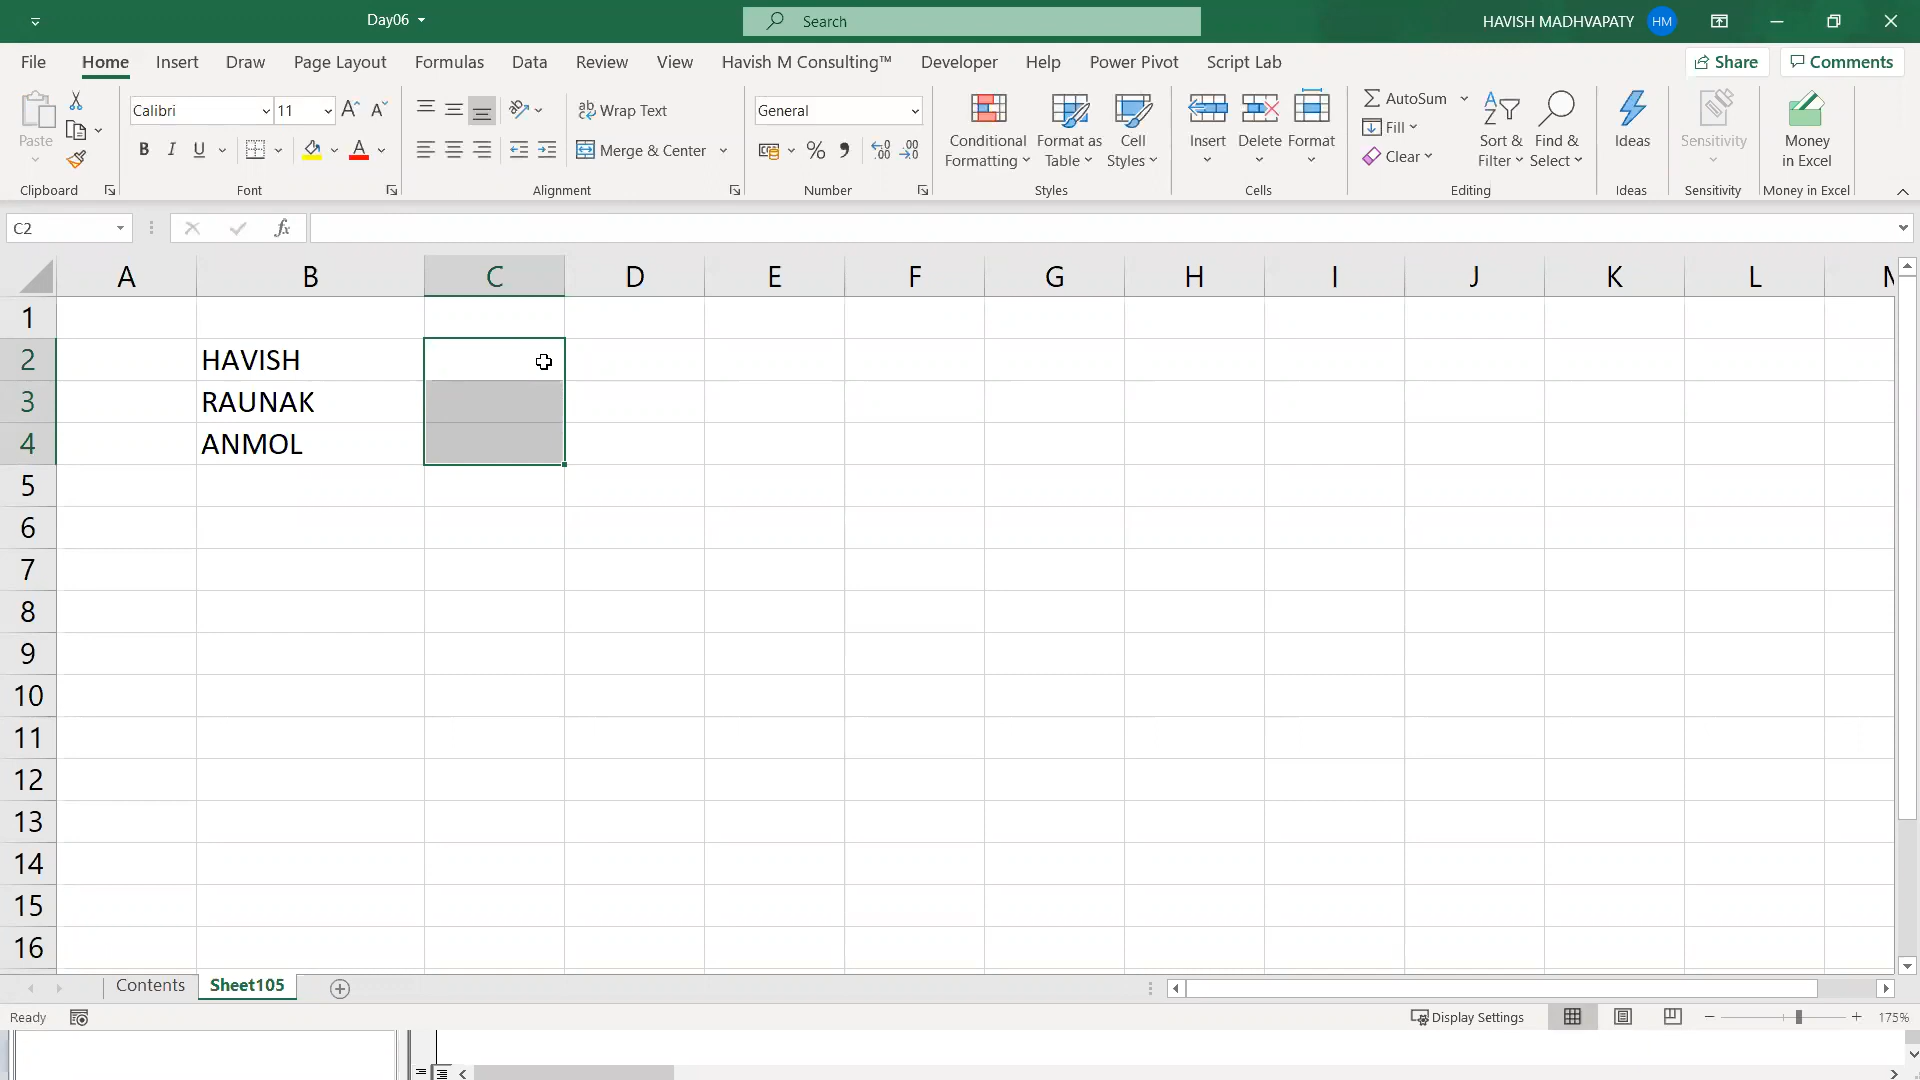 Day06
Search
HAVISH MADHVAPATY HM
File Home Insert Draw Page Layout Formulas Data Review View Havish M Consulting™ Developer Help Power Pivot Script Lab Share Comments
Paste
Clipboard
Calibri 11
B I U
Font
Wrap Text
Merge & Center
Alignment
General
Number
Conditional Formatting
Format as Table
Cell Styles
Styles
Insert Delete Format
Cells
AutoSum
Fill
Clear
Sort & Filter
Find & Select
Editing
Ideas
Ideas
Sensitivity
Sensitivity
Money in Excel
Money in Excel
C2 fx
A B C D E F G H I J K L M
1
2 HAVISH
3 RAUNAK
4 ANMOL
5
6
7
8
9
10
11
12
13
14
15
16
Contents Sheet105
Ready Display Settings 175%